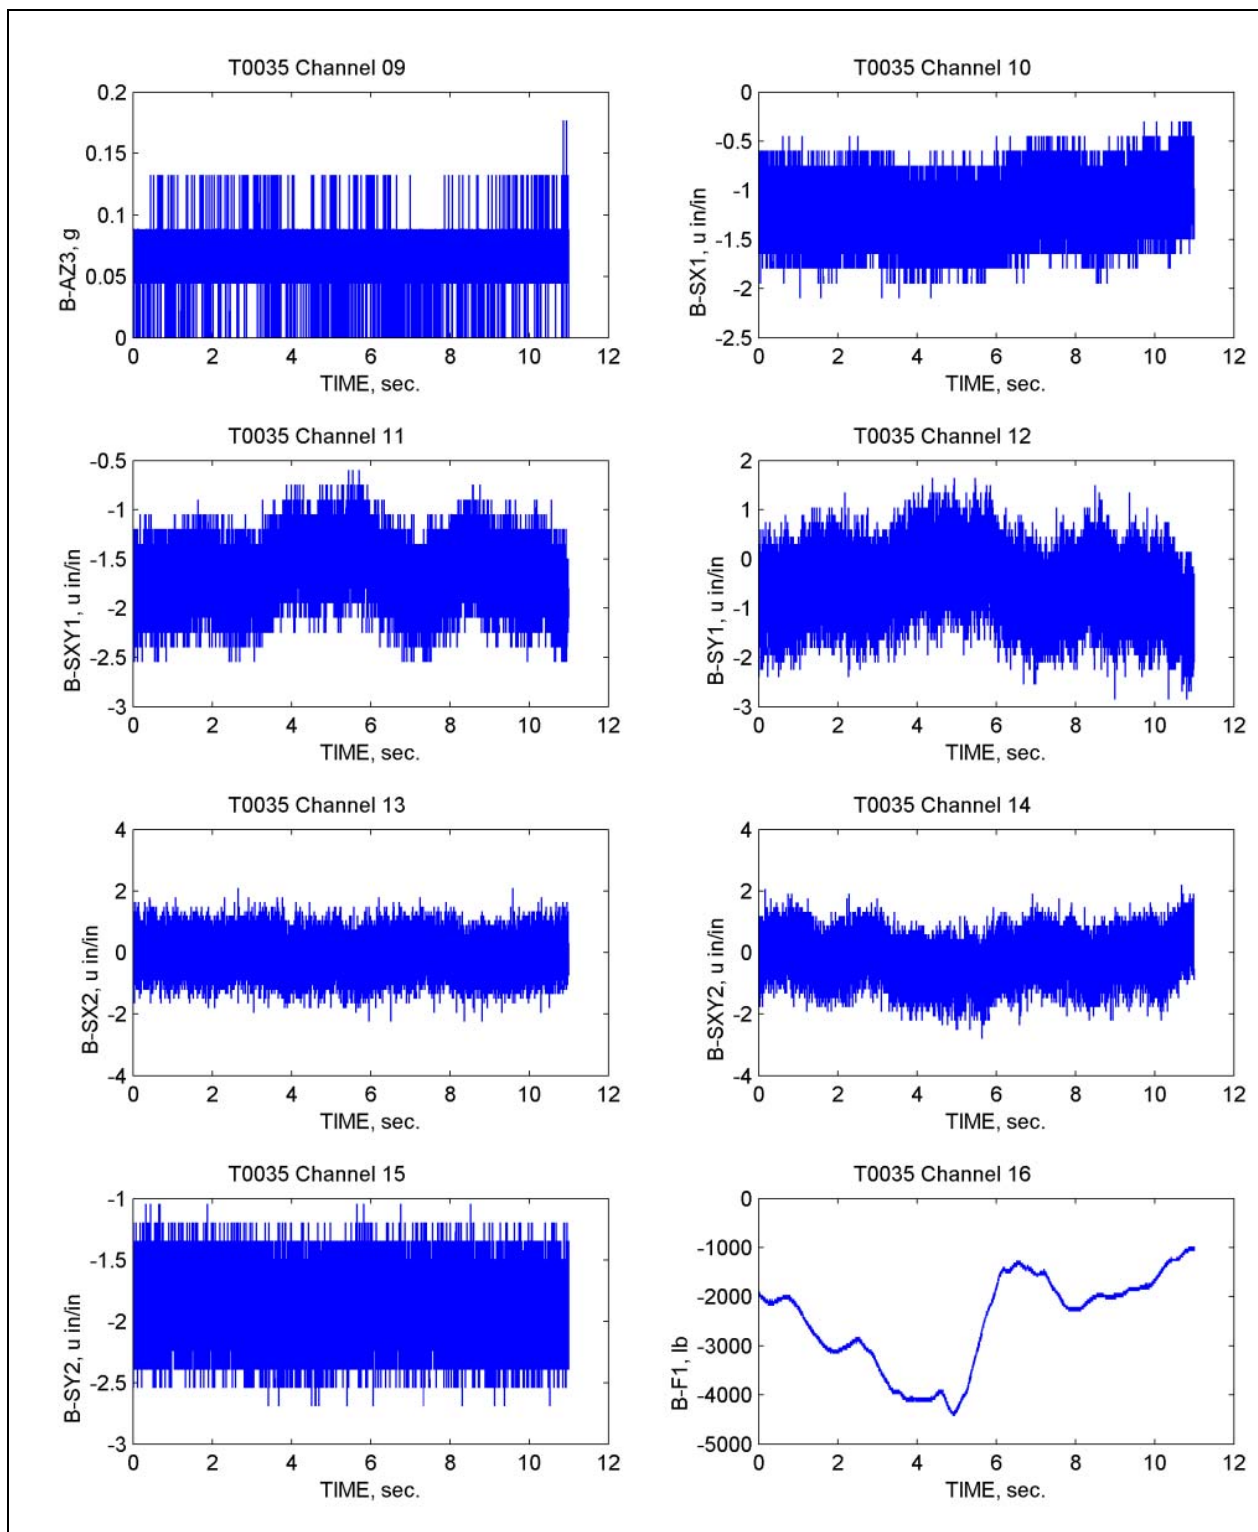 T0035 Channel 09
0.2
0.15
0.1
0.05
0
B-AZ3, g
0 2 4 6 8 10 12
TIME, sec.
T0035 Channel 10
0
-0.5
-1
-1.5
-2
-2.5
B-SX1, u in/in
0 2 4 6 8 10 12
TIME, sec.
T0035 Channel 11
-0.5
-1
-1.5
-2
-2.5
-3
B-SXY1, u in/in
0 2 4 6 8 10 12
TIME, sec.
T0035 Channel 12
2
1
0
-1
-2
-3
B-SY1, u in/in
0 2 4 6 8 10 12
TIME, sec.
T0035 Channel 13
4
2
0
-2
-4
B-SX2, u in/in
0 2 4 6 8 10 12
TIME, sec.
T0035 Channel 14
4
2
0
-2
-4
B-SXY2, u in/in
0 2 4 6 8 10 12
TIME, sec.
T0035 Channel 15
-1
-1.5
-2
-2.5
-3
B-SY2, u in/in
0 2 4 6 8 10 12
TIME, sec.
T0035 Channel 16
0
-1000
-2000
-3000
-4000
-5000
B-F1, lb
0 2 4 6 8 10 12
TIME, sec.